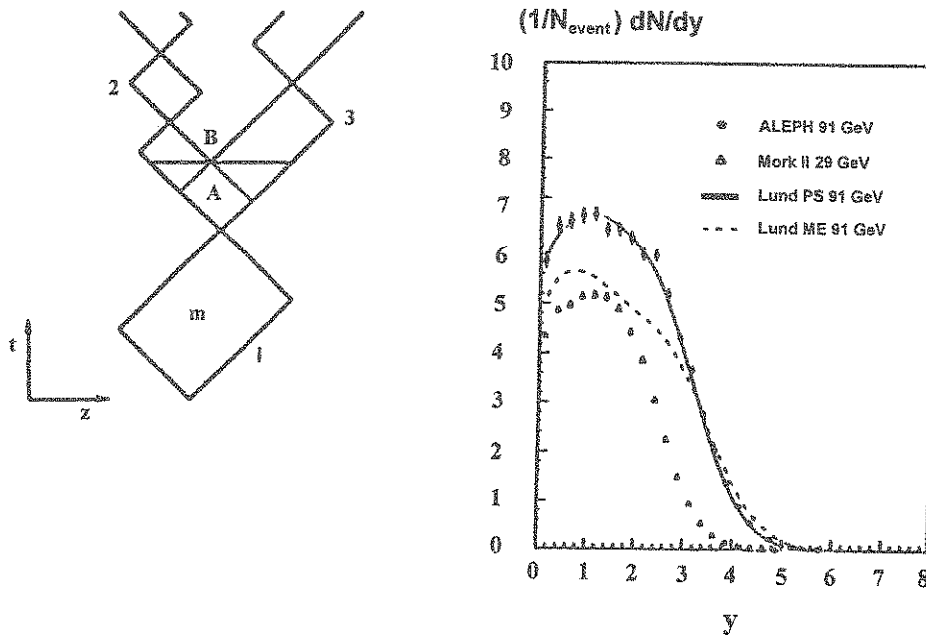 2
3
B
A
m
1
t
z
(1/N_event) dN/dy
10
9
8
7
6
5
4
3
2
1
0
ALEPH 91 GeV
Mork II 29 GeV
Lund PS 91 GeV
Lund ME 91 GeV
0 1 2 3 4 5 6 7 8
y